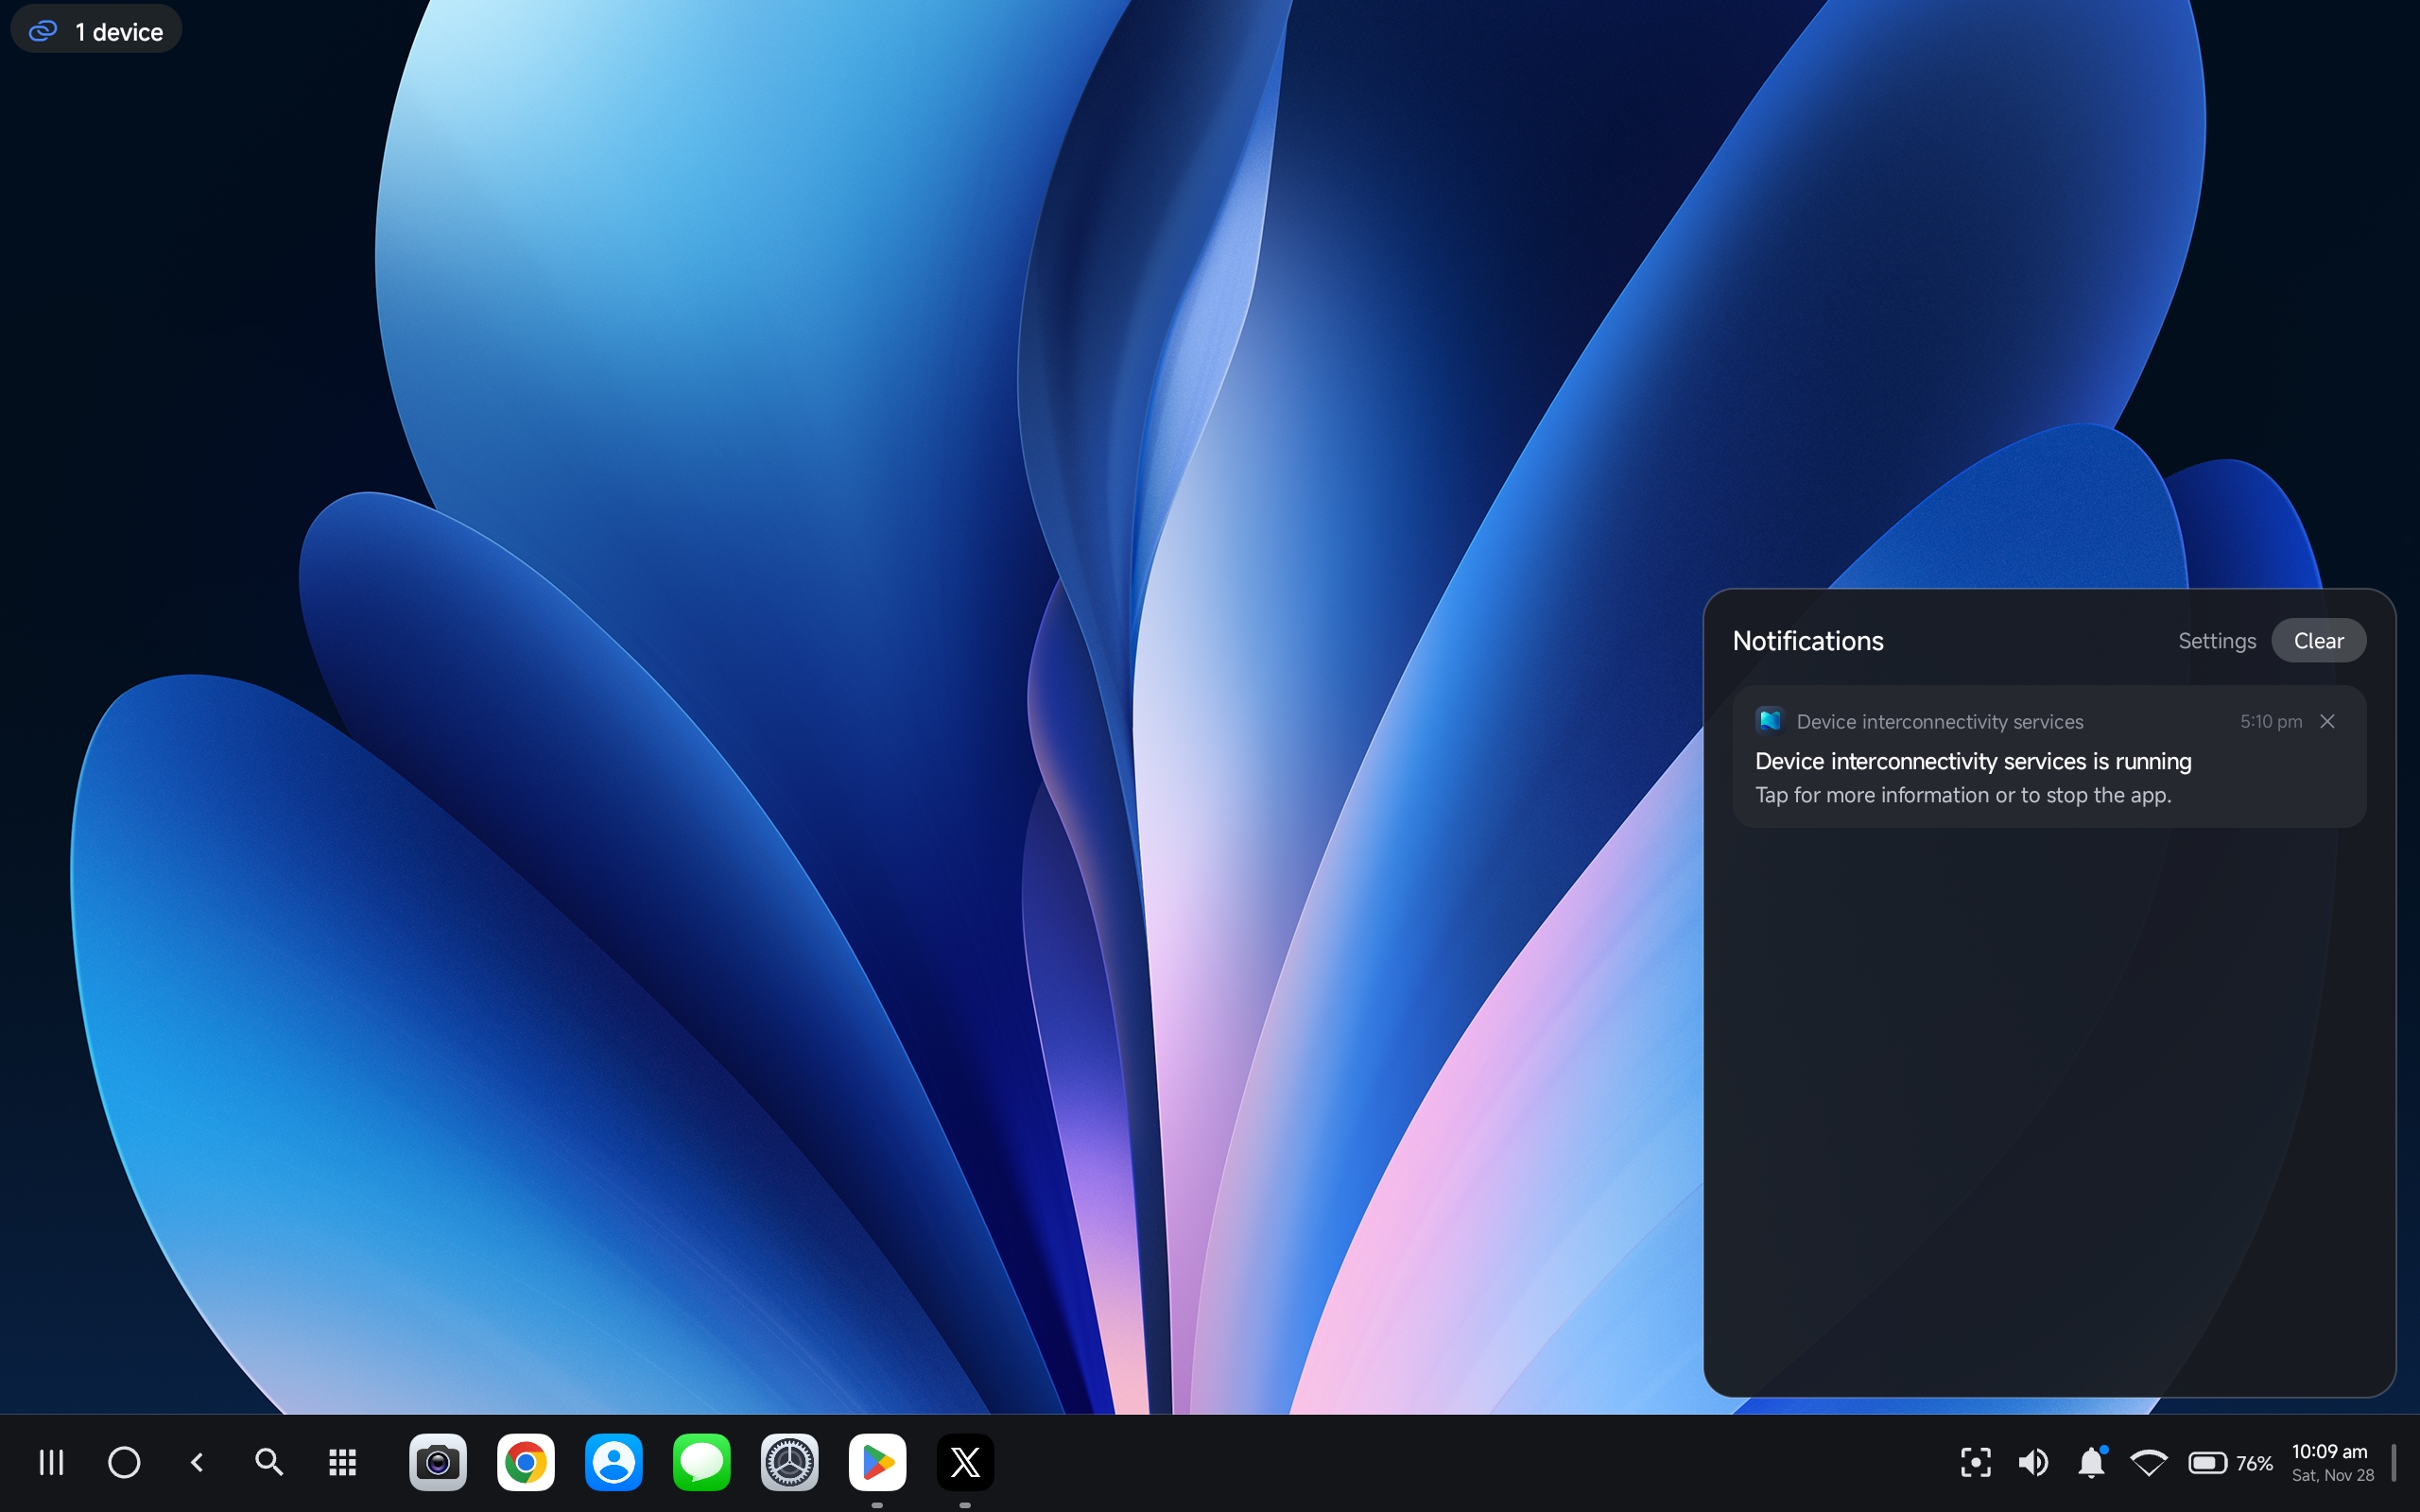 1 device
Notifications
Settings
Clear
Device interconnectivity services
5:10 pm
Device interconnectivity services is running
Tap for more information or to stop the app.
76%
10:09 am
Sat, Nov 28